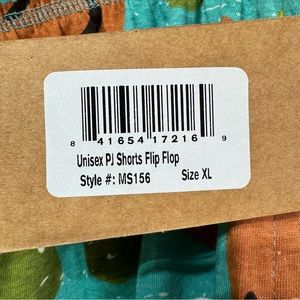 8 41654 17216 9
Unisex PJ Shorts Flip Flop
Style #: MS156 Size XL